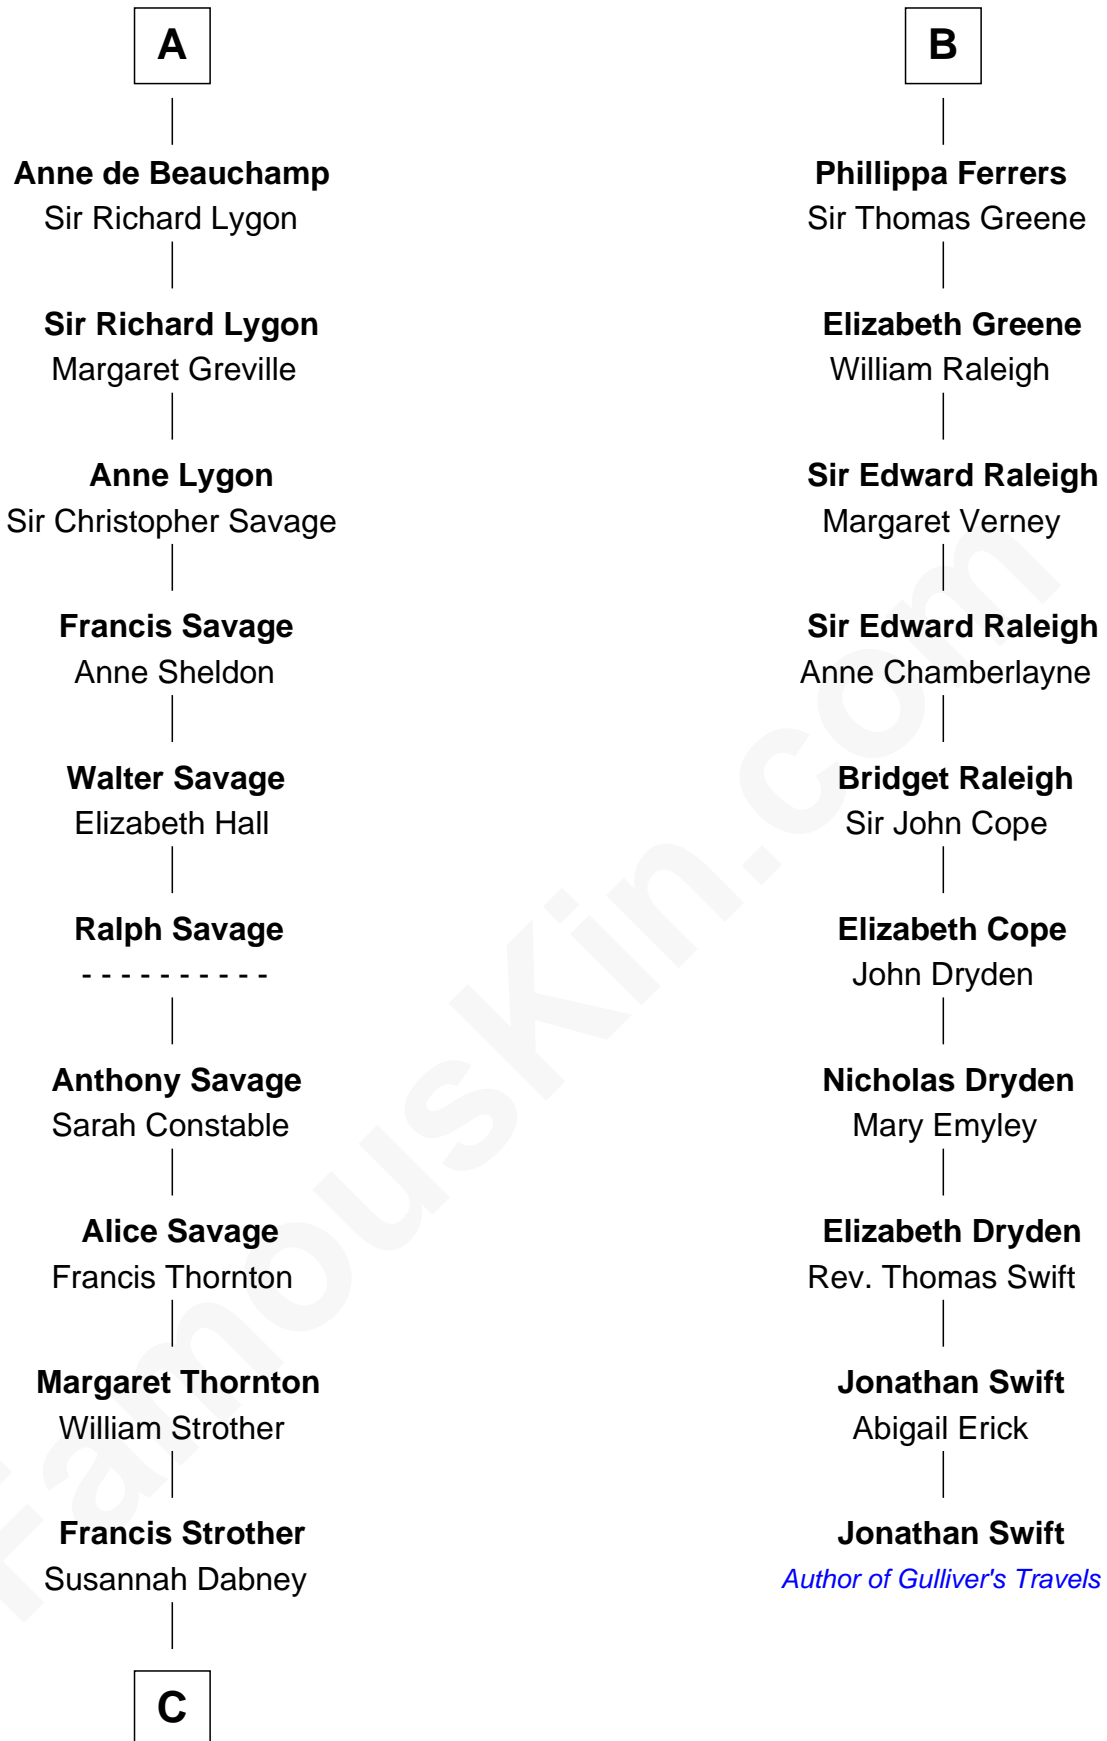 A
Anne de Beauchamp
Sir Richard Lygon
Sir Richard Lygon
Margaret Greville
Anne Lygon
Sir Christopher Savage
Francis Savage
Anne Sheldon
Walter Savage
Elizabeth Hall
Ralph Savage
- - - - - - - - - -
Anthony Savage
Sarah Constable
Alice Savage
Francis Thornton
Margaret Thornton
William Strother
Francis Strother
Susannah Dabney
C
B
Phillippa Ferrers
Sir Thomas Greene
Elizabeth Greene
William Raleigh
Sir Edward Raleigh
Margaret Verney
Sir Edward Raleigh
Anne Chamberlayne
Bridget Raleigh
Sir John Cope
Elizabeth Cope
John Dryden
Nicholas Dryden
Mary Emyley
Elizabeth Dryden
Rev. Thomas Swift
Jonathan Swift
Abigail Erick
Jonathan Swift
Author of Gulliver's Travels
FamousKin.com